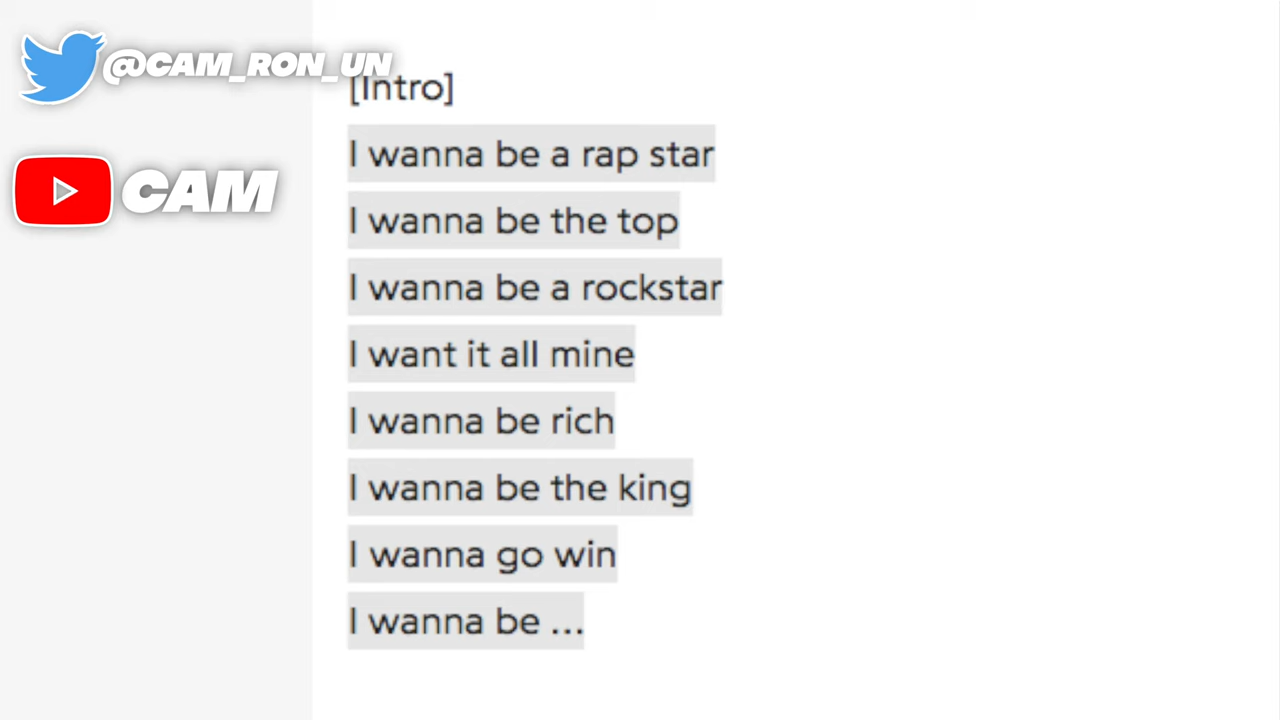 @CAM_RON_UN
CAM
[Intro]
I wanna be a rap star
I wanna be the top
I wanna be a rockstar
I want it all mine
I wanna be rich
I wanna be the king
I wanna go win
I wanna be ...